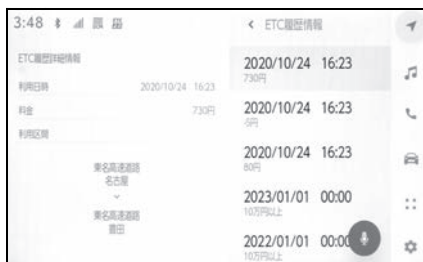 3:48
ETC履歴詳細情報
利用日時 2020/10/24 16:23
料金 730円
利用区間
東名高速道路
名古屋
東名高速道路
豊田
ETC履歴情報
2020/10/24 16:23
730円
2020/10/24 16:23
-5円
2020/10/24 16:23
80円
2023/01/01 00:00
10万円以上
2022/01/01 00:00
10万円以上